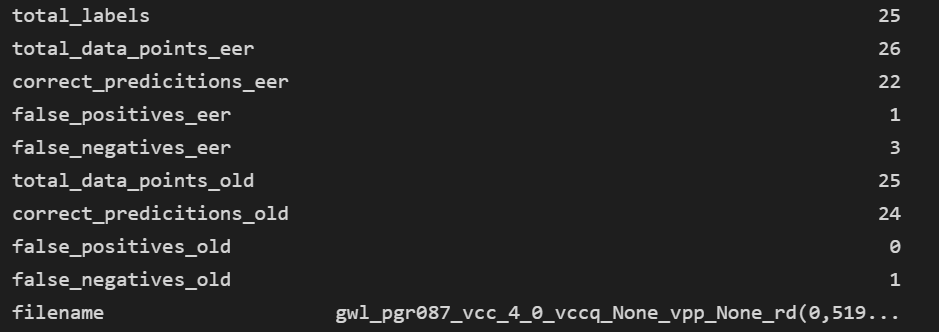 total_labels 25
total_data_points_eer 26
correct_predicitions_eer 22
false_positives_eer 1
false_negatives_eer 3
total_data_points_old 25
correct_predicitions_old 24
false_positives_old 0
false_negatives_old 1
filename gwl_pgr087_vcc_4_0_vccq_None_vpp_None_rd(0,519...